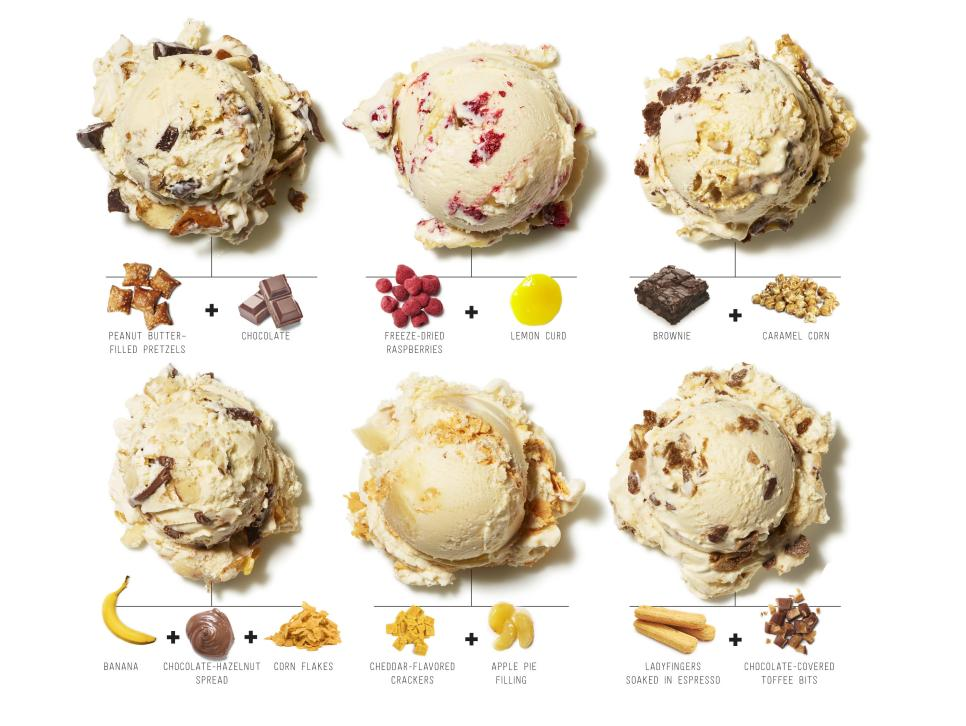 PEANUT BUTTER-
FILLED PRETZELS
+
CHOCOLATE
FREEZE-DRIED
RASPBERRIES
+
LEMON CURD
BROWNIE
+
CARAMEL CORN
BANANA
+
CHOCOLATE-HAZELNUT
SPREAD
+
CORN FLAKES
CHEDDAR-FLAVORED
CRACKERS
+
APPLE PIE
FILLING
LADYFINGERS
SOAKED IN ESPRESSO
+
CHOCOLATE-COVERED
TOFFEE BITS